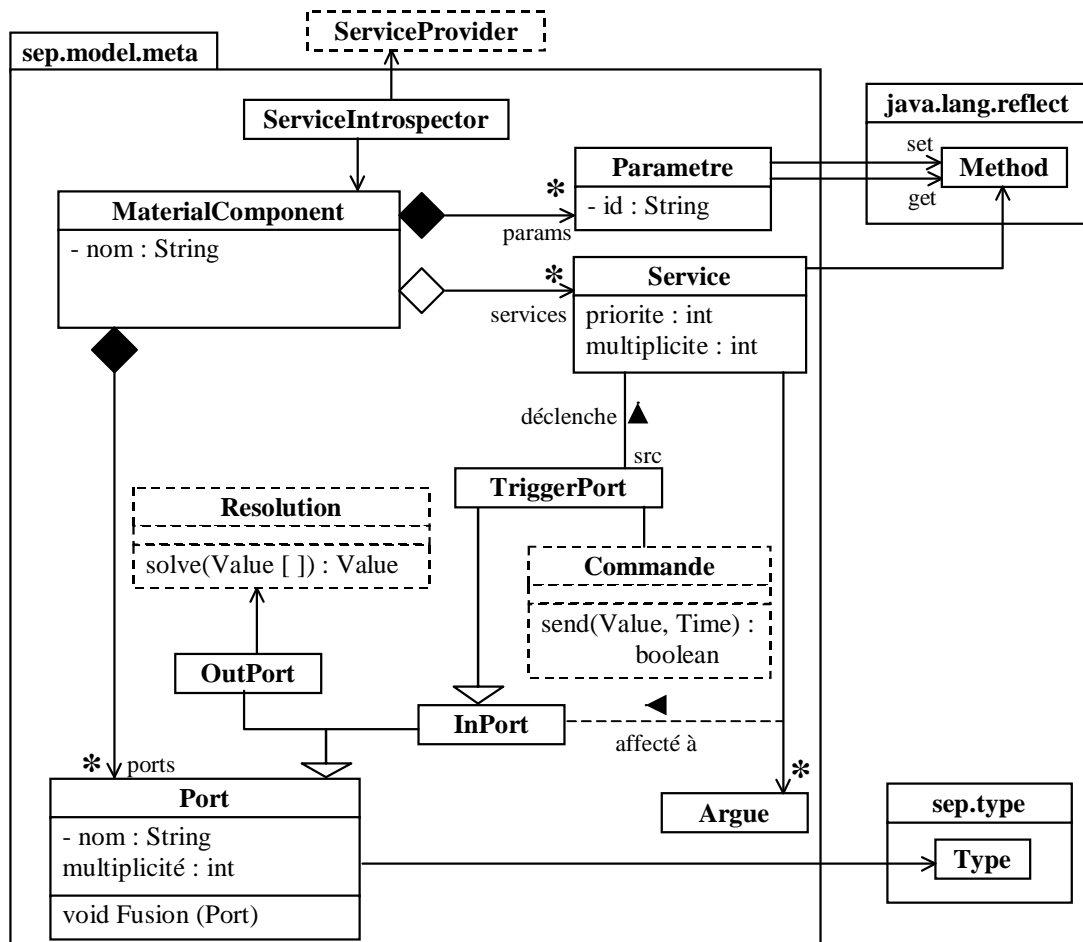 ServiceProvider
sep.model.meta
ServiceIntrospector
java.lang.reflect
set
Method
get
Parametre
- id : String
*
params
MaterialComponent
- nom : String
*
services
Service
priorite : int
multiplicite : int
déclenche
src
TriggerPort
Resolution
solve(Value [ ]) : Value
Commande
send(Value, Time) :
boolean
OutPort
InPort
affecté à
* ports
*
Port
- nom : String
multiplicité : int
void Fusion (Port)
Argue
sep.type
Type